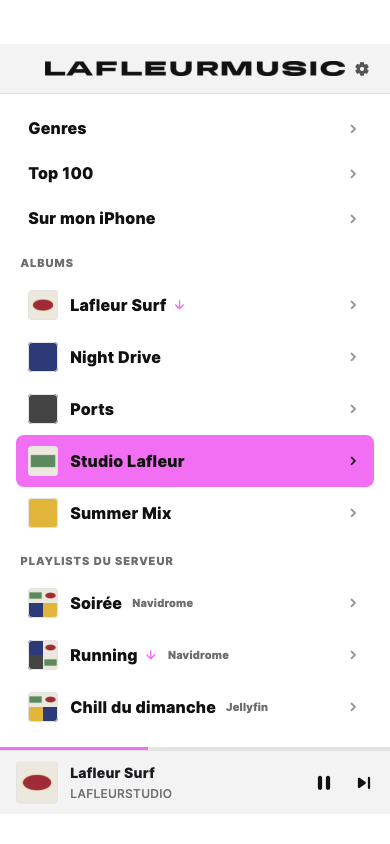 LAFLEURMUSIC
Genres
Top 100
Sur mon iPhone
ALBUMS
Lafleur Surf
Night Drive
Ports
Studio Lafleur
Summer Mix
PLAYLISTS DU SERVEUR
Soirée Navidrome
Running Navidrome
Chill du dimanche Jellyfin
Lafleur Surf
LAFLEURSTUDIO